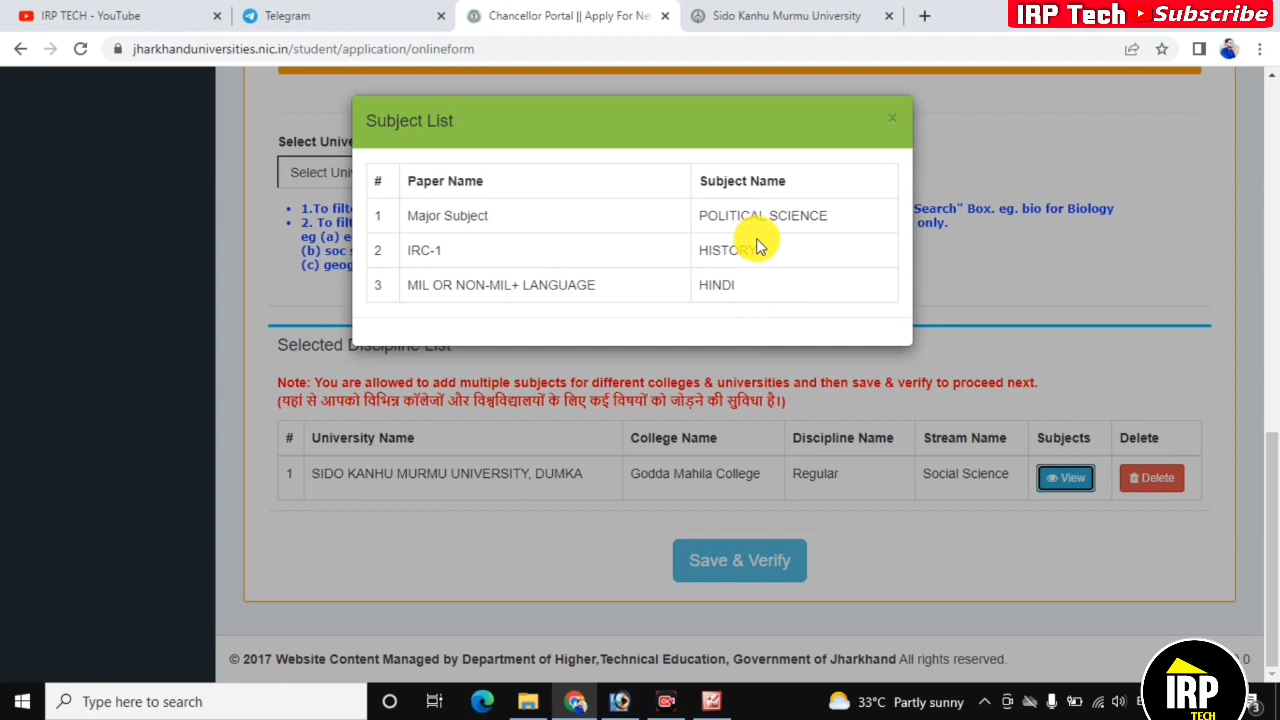 IRP TECH - YouTube
Telegram
Chancellor Portal || Apply For Ne
Sido Kanhu Murmu University
IRP Tech Subscribe
jharkhanduniversities.nic.in/student/application/onlineform
Subject List
Select Unive
Select Uni
# Paper Name Subject Name
1 Major Subject POLITICAL SCIENCE
2 IRC-1 HISTORY
3 MIL OR NON-MIL+ LANGUAGE HINDI
1.To filte Search" Box. eg. bio for Biology
2. To filt only.
eg (a) e
(b) soc s
(c) geog
Selected Discipline List
Note: You are allowed to add multiple subjects for different colleges & universities and then save & verify to proceed next.
(यहां से आपको विभिन्न कॉलेजों और विश्वविद्यालयों के लिए कई विषयों को जोड़ने की सुविधा है।)
# University Name College Name Discipline Name Stream Name Subjects Delete
1 SIDO KANHU MURMU UNIVERSITY, DUMKA Godda Mahila College Regular Social Science View Delete
Save & Verify
© 2017 Website Content Managed by Department of Higher,Technical Education, Government of Jharkhand All rights reserved.
Type here to search
33°C Partly sunny
IRP
TECH